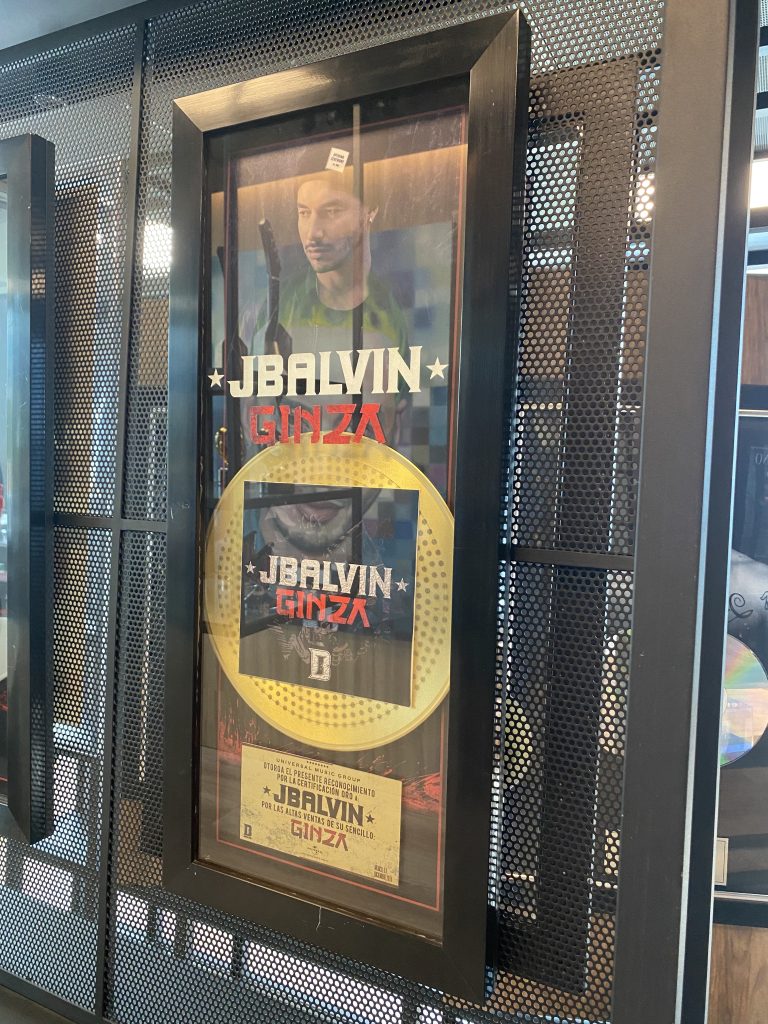 JBALVIN
GINZA
JBALVIN
GINZA
D
UNIVERSAL MUSIC GROUP
OTORGA EL PRESENTE RECONOCIMIENTO
POR LA CERTIFICACIÓN ORO A
JBALVIN
POR LAS ALTAS VENTAS DE SU SENCILLO:
GINZA
D